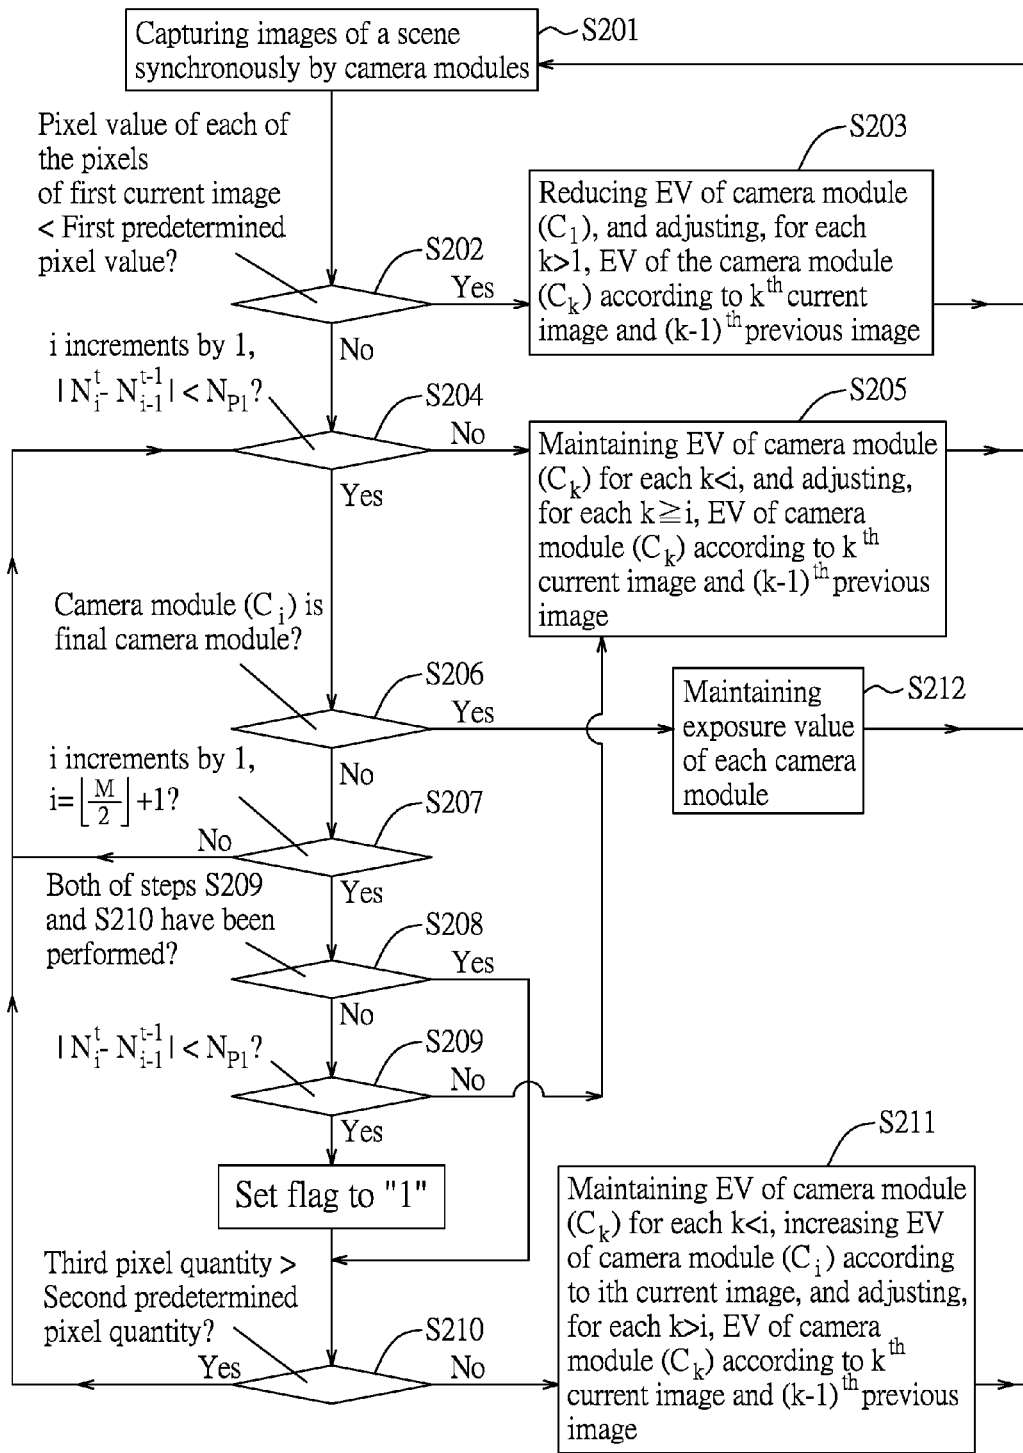 Capturing images of a scene
synchronously by camera modules
S201
Pixel value of each of
the pixels
of first current image
< First predetermined
pixel value?
S202
Yes
No
S203
Reducing EV of camera module
(C1), and adjusting, for each
k>1, EV of the camera module
(Ck) according to kth current
image and (k-1)th previous image
i increments by 1,
|N_i^t - N_{i-1}^{t-1}| < N_P1?
S204
No
Yes
S205
Maintaining EV of camera module
(Ck) for each k<i, and adjusting,
for each k≧i, EV of camera
module (Ck) according to kth
current image and (k-1)th previous
image
Camera module (Ci) is
final camera module?
S206
Yes
No
S212
Maintaining
exposure value
of each camera
module
i increments by 1,
i=⌊M/2⌋+1?
S207
No
Yes
Both of steps S209
and S210 have been
performed?
S208
Yes
No
|N_i^t - N_{i-1}^{t-1}| < N_P1?
S209
No
Yes
Set flag to "1"
Third pixel quantity >
Second predetermined
pixel quantity?
S210
Yes
No
S211
Maintaining EV of camera module
(Ck) for each k<i, increasing EV
of camera module (Ci) according
to ith current image, and adjusting,
for each k>i, EV of camera
module (Ck) according to kth
current image and (k-1)th previous
image